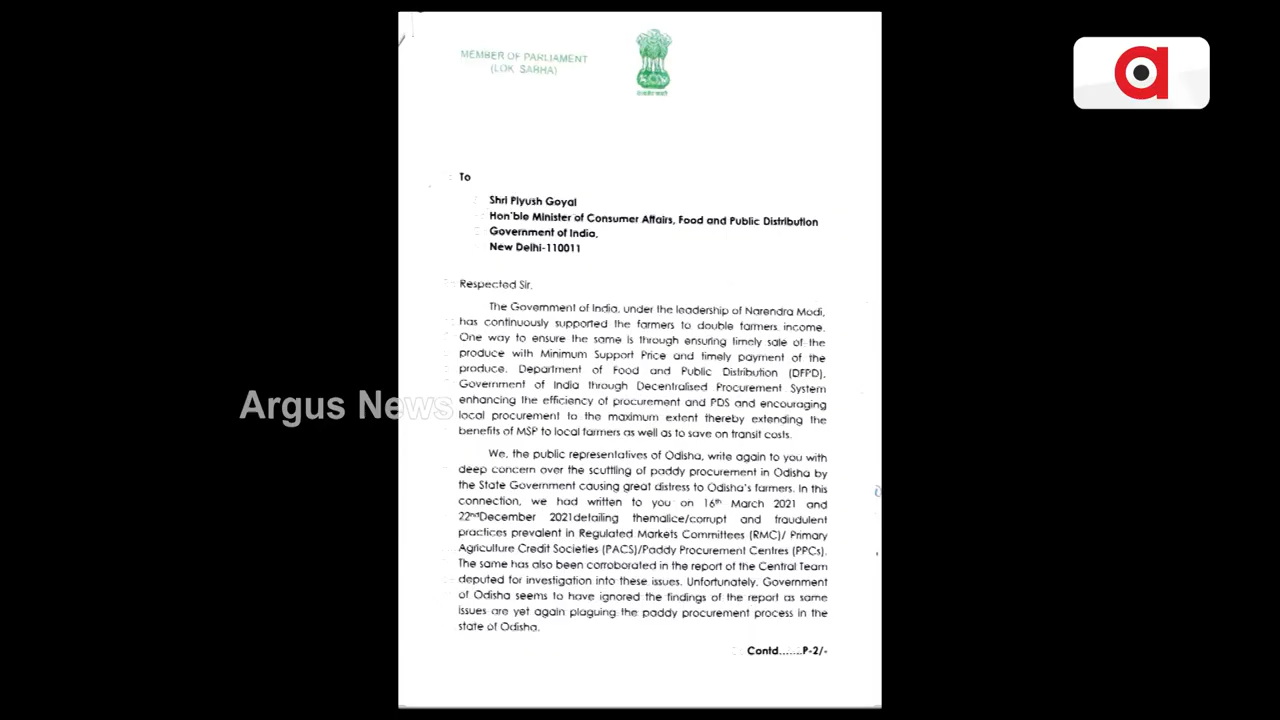 MEMBER OF PARLIAMENT
(LOK SABHA)
To
Shri Piyush Goyal
Hon'ble Minister of Consumer Affairs, Food and Public Distribution
Government of India,
New Delhi-110011
Respected Sir,
The Government of India, under the leadership of Narendra Modi,
has continuously supported the farmers to double farmers income.
One way to ensure the same is through ensuring timely sale of the
produce with Minimum Support Price and timely payment of the
produce. Department of Food and Public Distribution (DFPD),
Government of India through Decentralised Procurement System
enhancing the efficiency of procurement and PDS and encouraging
Argus News
local procurement to the maximum extent thereby extending the
benefits of MSP to local farmers as well as to save on transit costs.
We, the public representatives of Odisha, write again to you with
deep concern over the scuttling of paddy procurement in Odisha by
the State Government causing great distress to Odisha's farmers. In this
connection, we had written to you on 16th March 2021 and
22ndDecember 2021detailing themalice/corrupt and fraudulent
practices prevalent in Regulated Markets Committees (RMC)/ Primary
Agriculture Credit Societies (PACS)/Paddy Procurement Centres (PPCs).
The same has also been corroborated in the report of the Central Team
deputed for investigation into these issues. Unfortunately, Government
of Odisha seems to have ignored the findings of the report as same
issues are yet again plaguing the paddy procurement process in the
state of Odisha.
Contd.......P-2/-